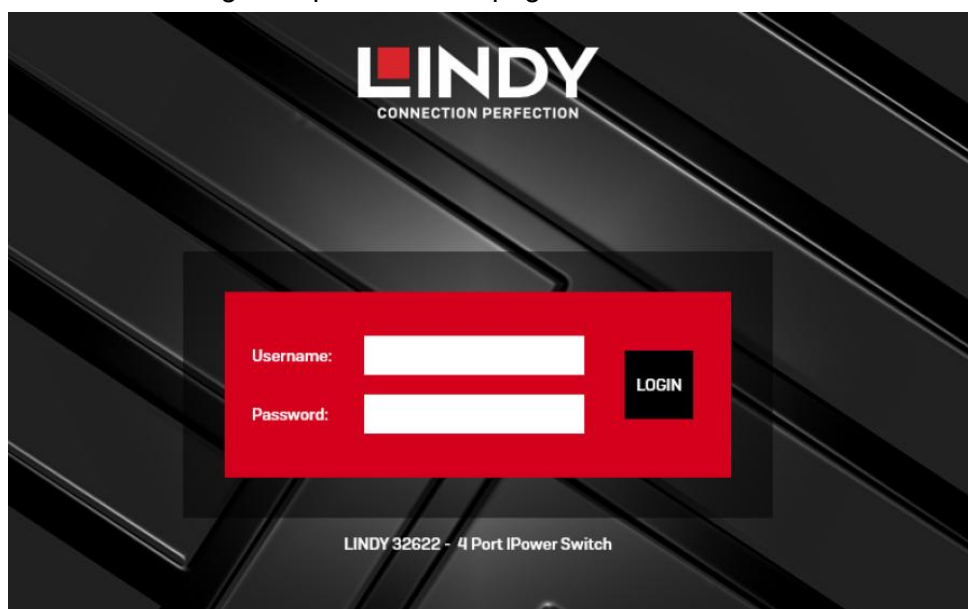 LINDY
CONNECTION PERFECTION
Username:
LOGIN
Password:
LINDY 32622 - 4 Port IPower Switch